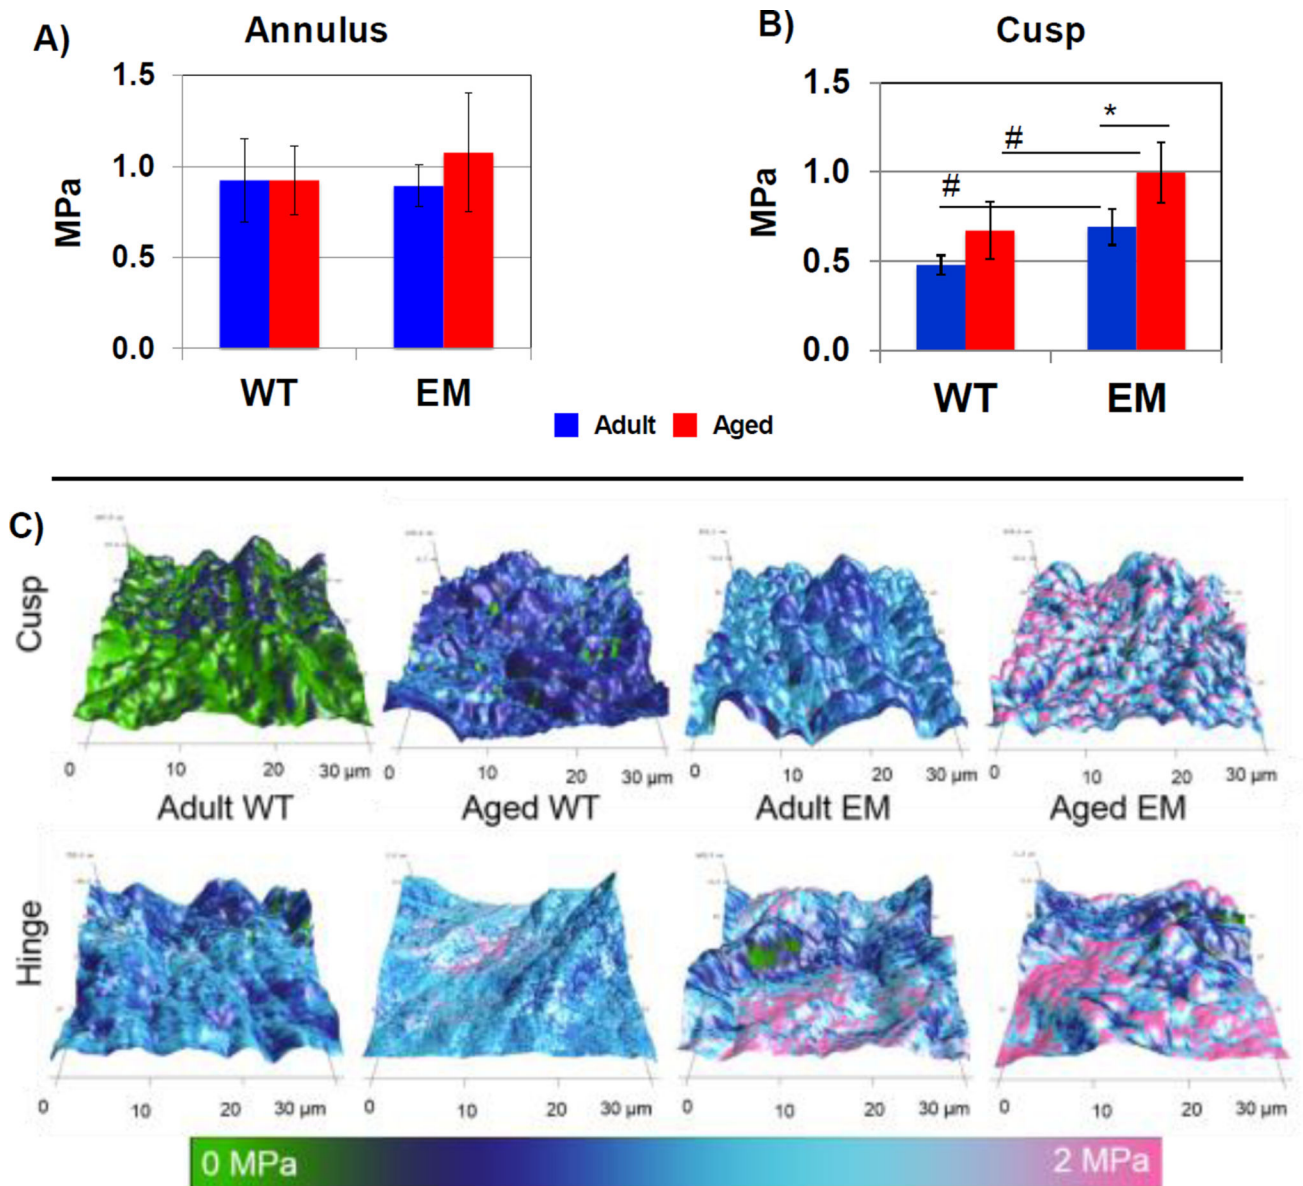 A)
Annulus
1.5
1.0
0.5
0.0
MPa
WT
EM
B)
Cusp
1.5
1.0
0.5
0.0
MPa
#
#
*
WT
EM
Adult
Aged
C)
Cusp
0 10 20 30 µm
0 10 20 30 µm
0 10 20 30 µm
0 10 20 30 µm
Adult WT
Aged WT
Adult EM
Aged EM
Hinge
0 10 20 30 µm
0 10 20 30 µm
0 10 20 30 µm
0 10 20 30 µm
0 MPa
2 MPa